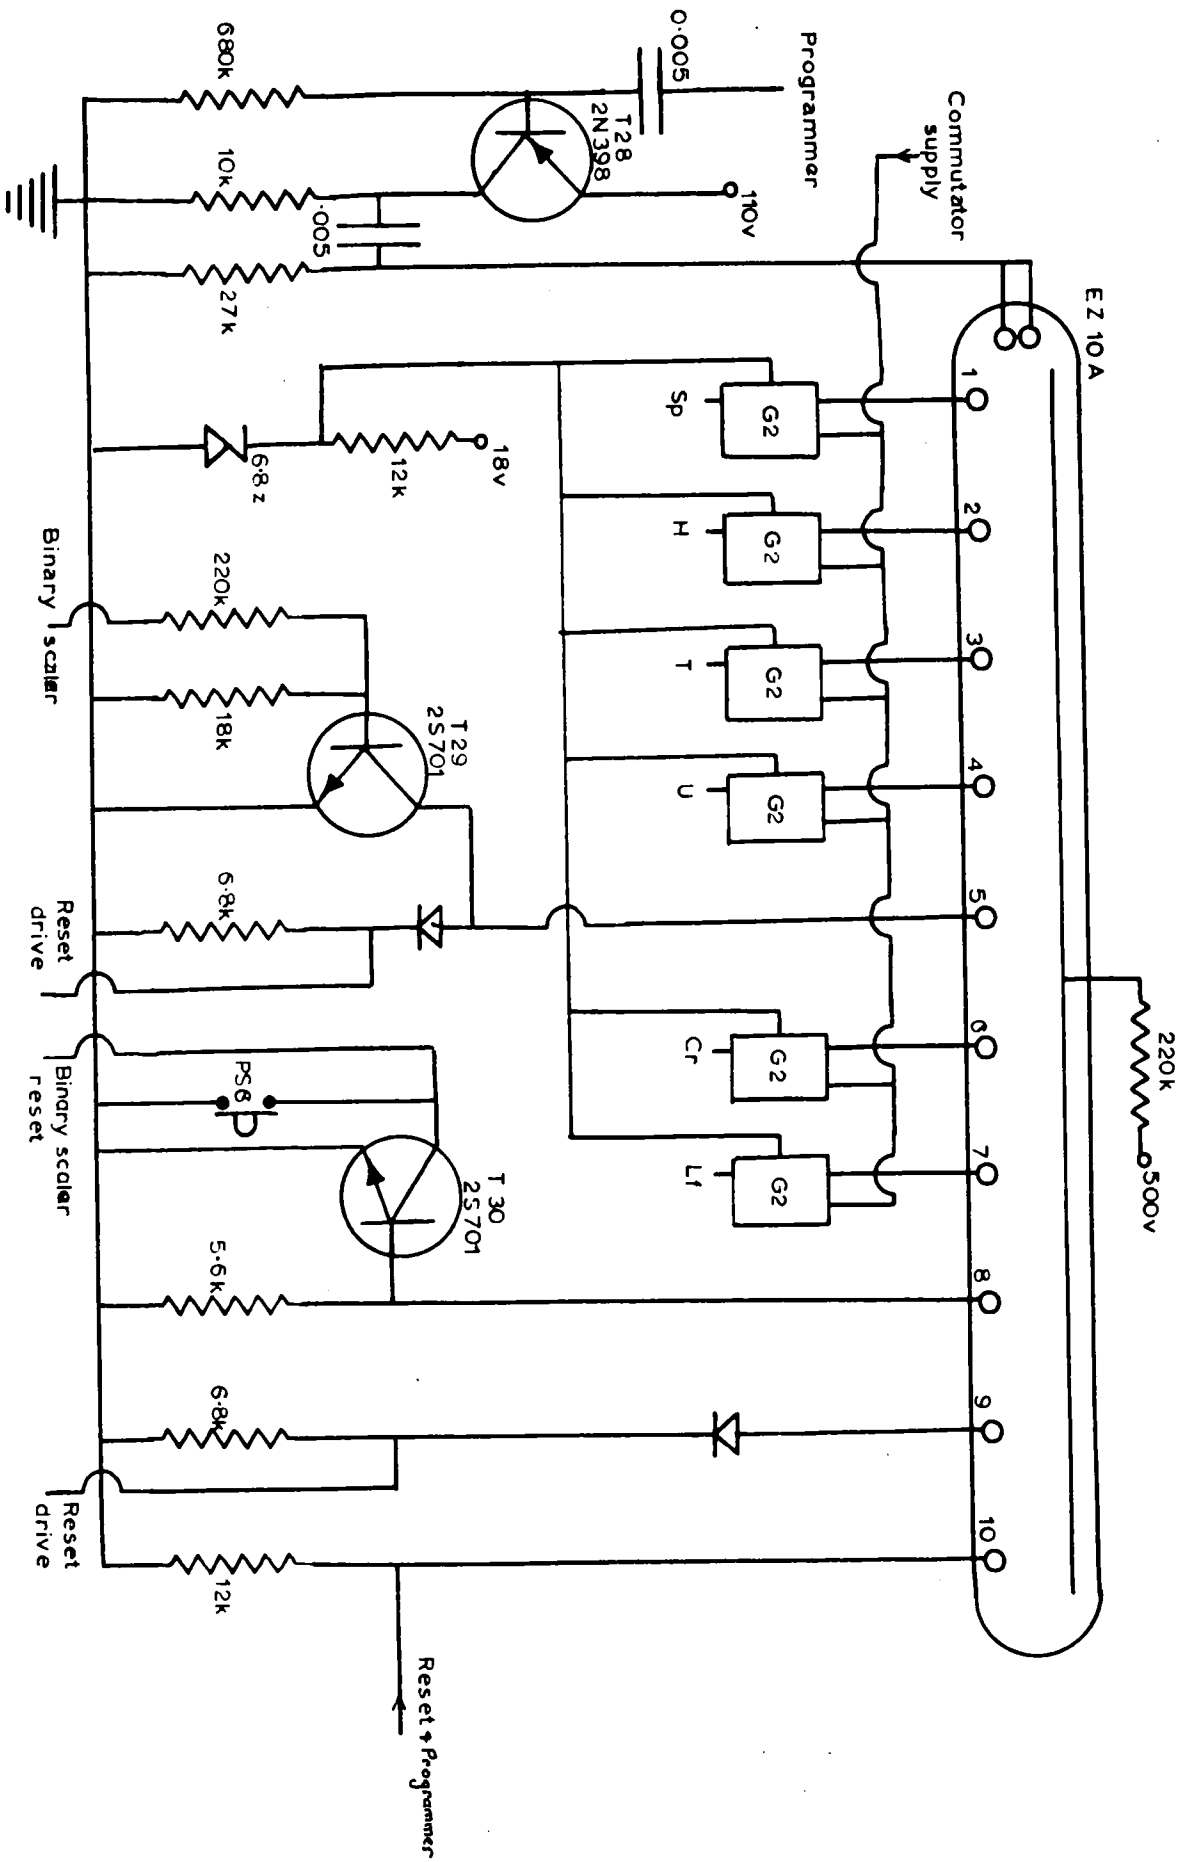 EZ 10A
220k
500v
Commutator
supply
Programmer
0·005
110v
T28
2N398
680k
10k
·005
27k
1
2
3
4
5
6
7
8
9
10
G2
G2
G2
G2
G2
G2
Sp
H
T
U
Cr
Lf
18v
12k
6·8z
220k
18k
T29
2S701
6·8k
PS6
T30
2S701
5·6k
6·8k
12k
Binary scaler
Reset
drive
Binary scalar
reset
Reset
drive
Reset + Programmer